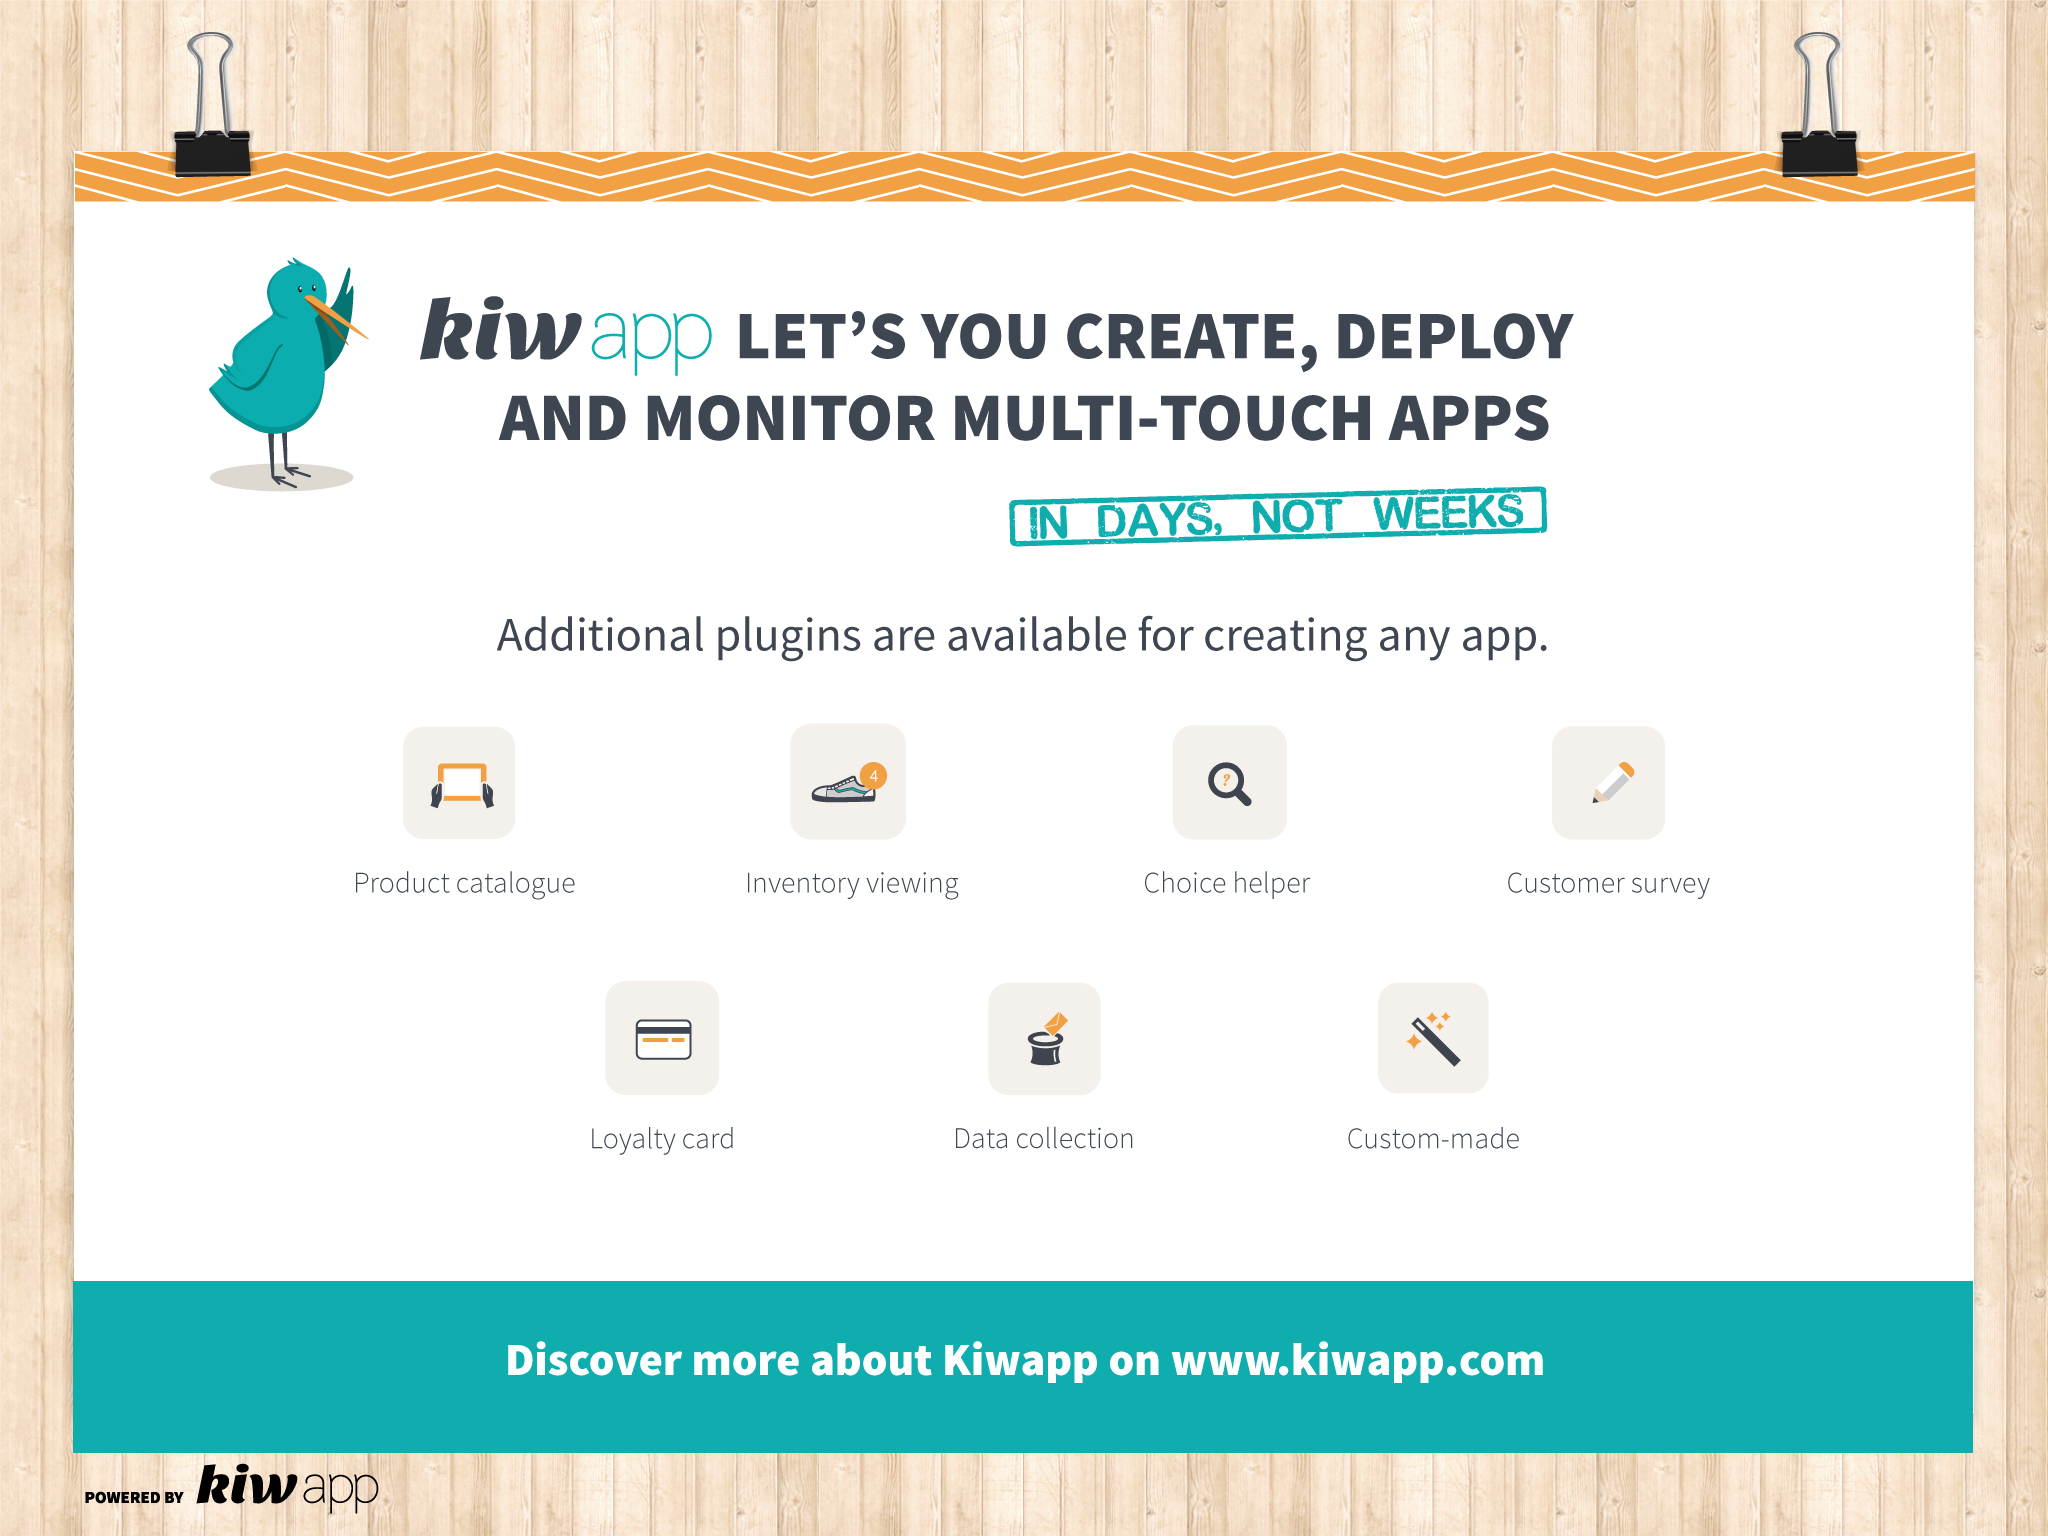 kiwapp LET’S YOU CREATE, DEPLOY
AND MONITOR MULTI-TOUCH APPS
IN DAYS, NOT WEEKS
Additional plugins are available for creating any app.
4
?
Product catalogue
Inventory viewing
Choice helper
Customer survey
Loyalty card
Data collection
Custom-made
Discover more about Kiwapp on www.kiwapp.com
POWERED BY kiwapp